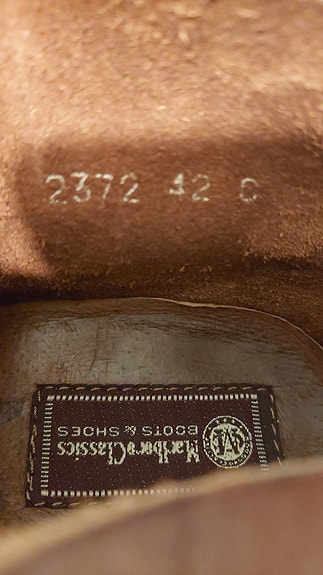 2372 42 C
Marlboro Classics
BOOTS & SHOES